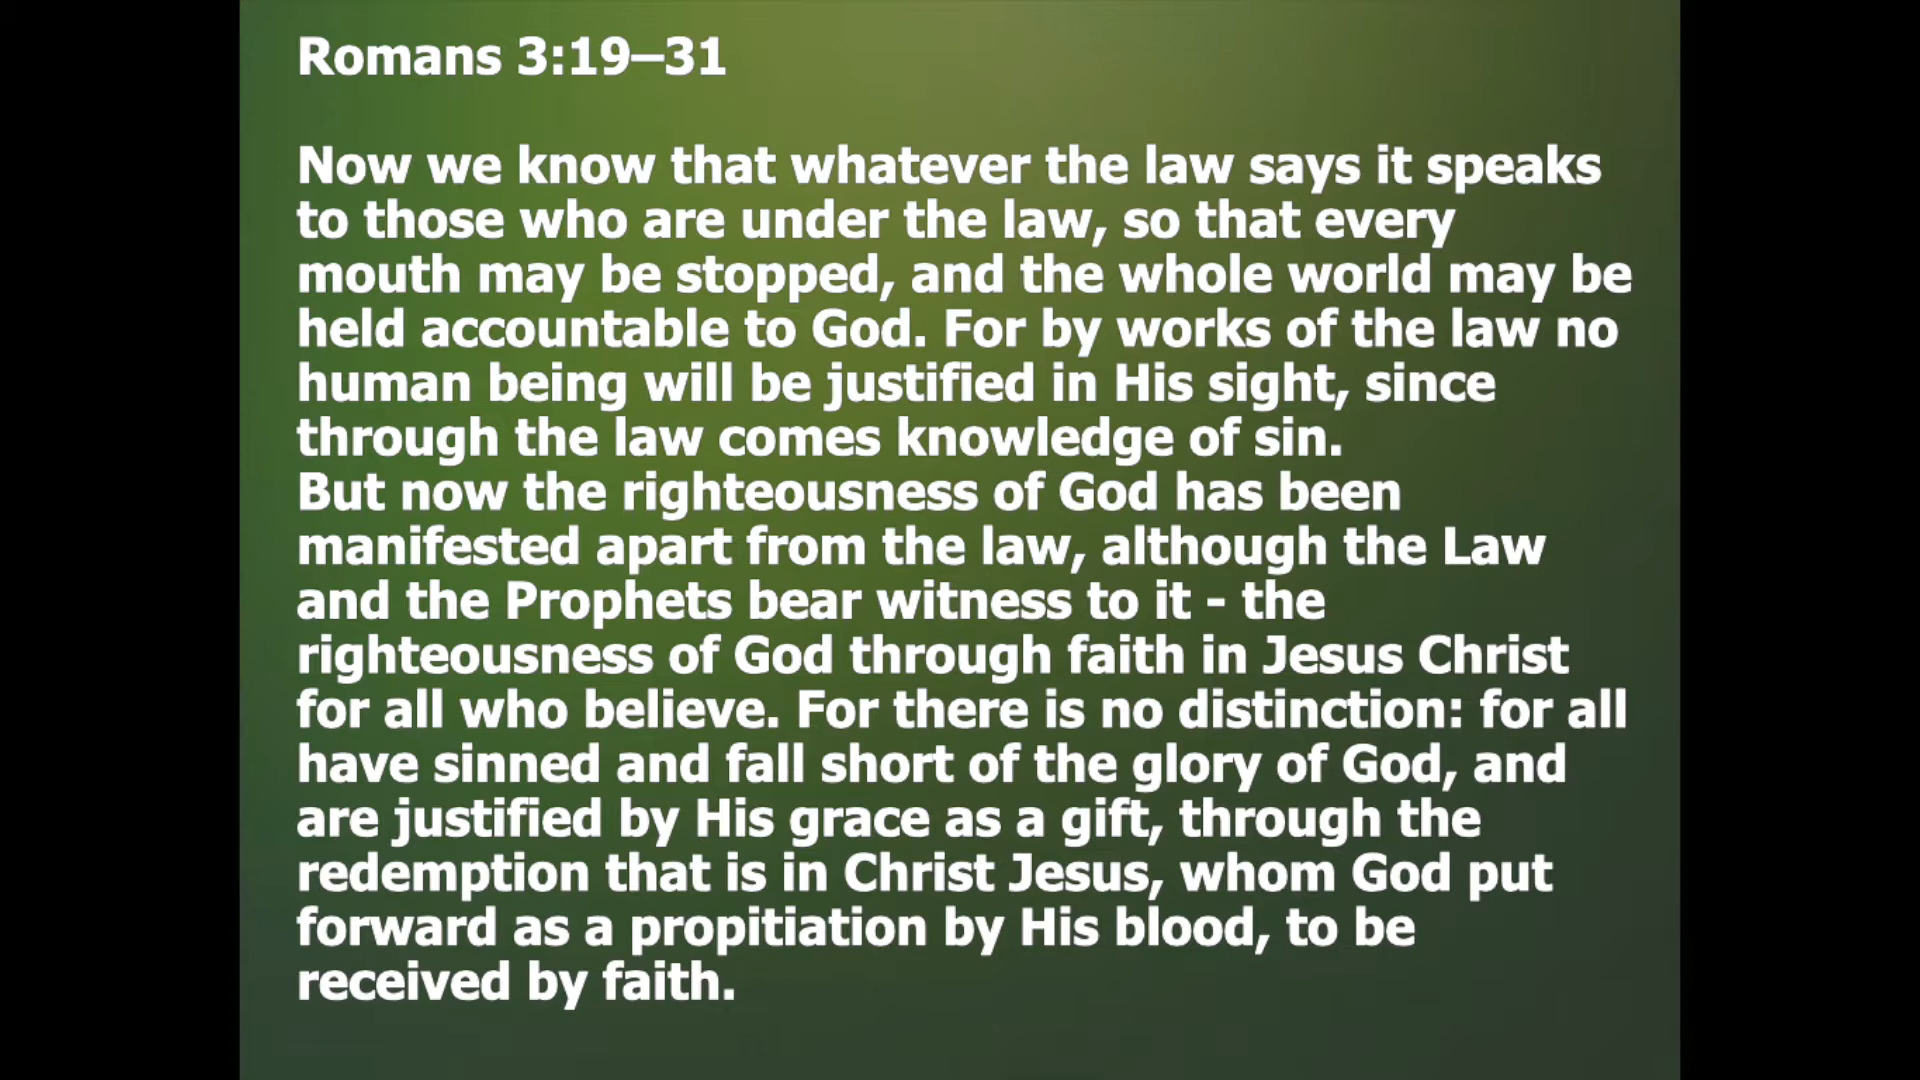 Romans 3:19–31
Now we know that whatever the law says it speaks
to those who are under the law, so that every
mouth may be stopped, and the whole world may be
held accountable to God. For by works of the law no
human being will be justified in His sight, since
through the law comes knowledge of sin.
But now the righteousness of God has been
manifested apart from the law, although the Law
and the Prophets bear witness to it - the
righteousness of God through faith in Jesus Christ
for all who believe. For there is no distinction: for all
have sinned and fall short of the glory of God, and
are justified by His grace as a gift, through the
redemption that is in Christ Jesus, whom God put
forward as a propitiation by His blood, to be
received by faith.